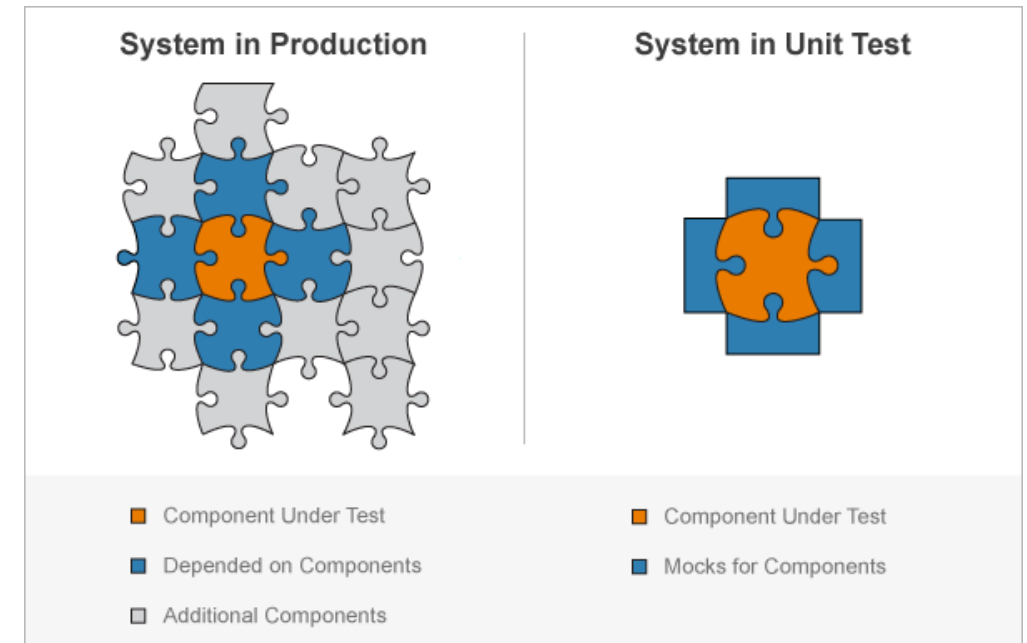 System in Production
System in Unit Test
Component Under Test
Depended on Components
Additional Components
Component Under Test
Mocks for Components